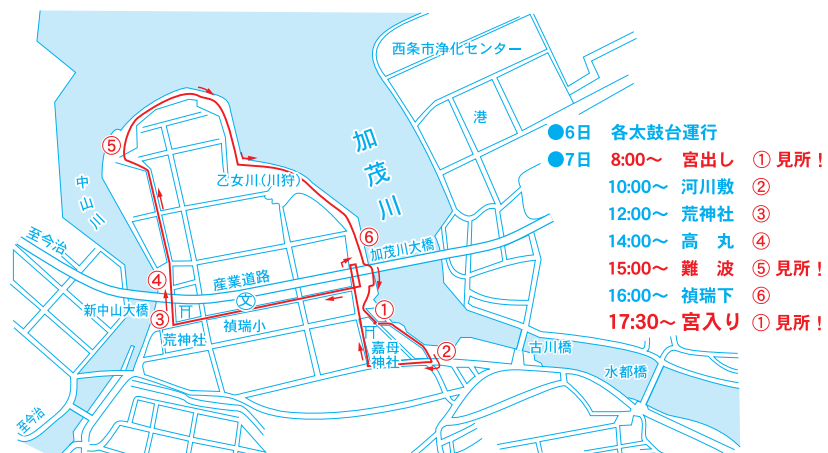 西条市浄化センター
港
加茂川
●6日 各太鼓台運行
●7日 8:00～ 宮出し ①見所！
10:00～ 河川敷 ②
12:00～ 荒神社 ③
14:00～ 高 丸 ④
15:00～ 難 波 ⑤見所！
16:00～ 禎瑞下 ⑥
17:30～ 宮入り ①見所！
⑤
中山川
乙女川（川狩）
⑥
加茂川大橋
至今治
産業道路
④
文
新中山大橋
③
荒神社
禎瑞小
①
嘉母
神社
②
古川橋
水都橋
至今治